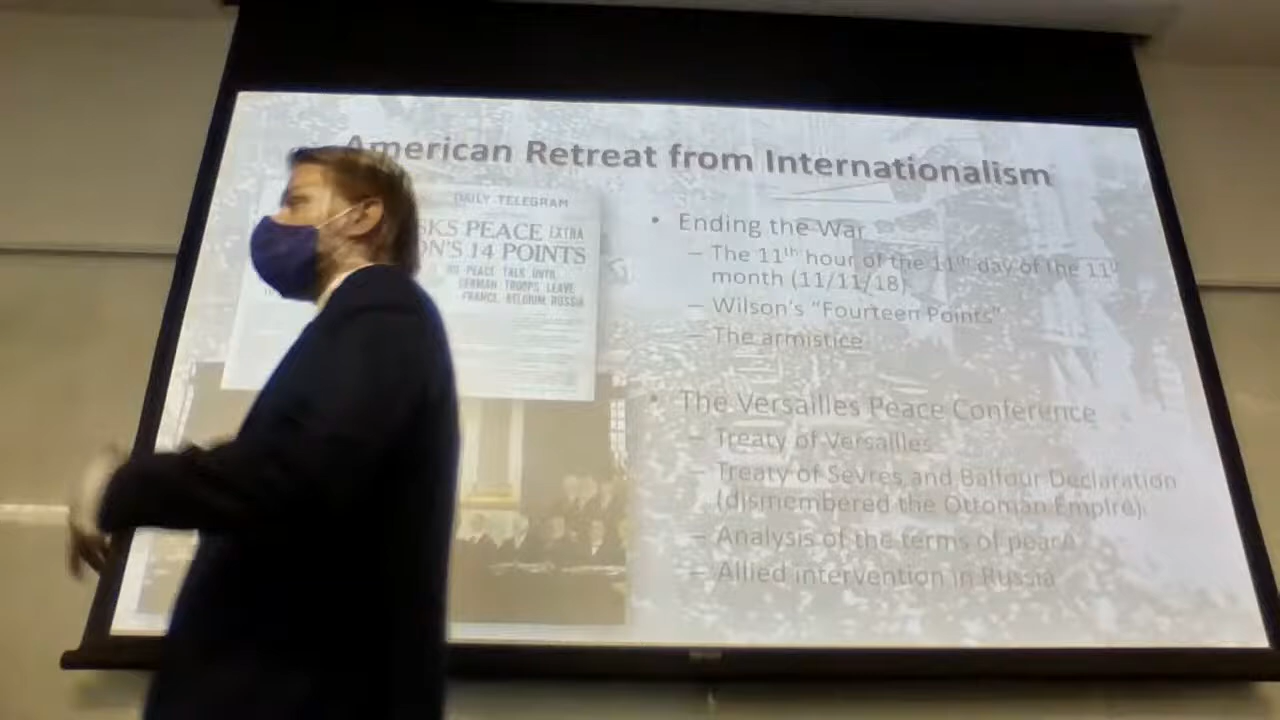 American Retreat from Internationalism
DAILY TELEGRAM
SKS PEACE EXTRA
ON'S 14 POINTS
NO PEACE TALK UNTIL
GERMAN TROOPS LEAVE
FRANCE, BELGIUM, RUSSIA
• Ending the War
– The 11th hour of the 11th day of the 11th
month (11/11/18)
– Wilson's "Fourteen Points"
– The armistice
• The Versailles Peace Conference
– Treaty of Versailles
– Treaty of Sevres and Balfour Declaration
(dismembered the Ottoman Empire)
– Analysis of the terms of peace
– Allied intervention in Russia